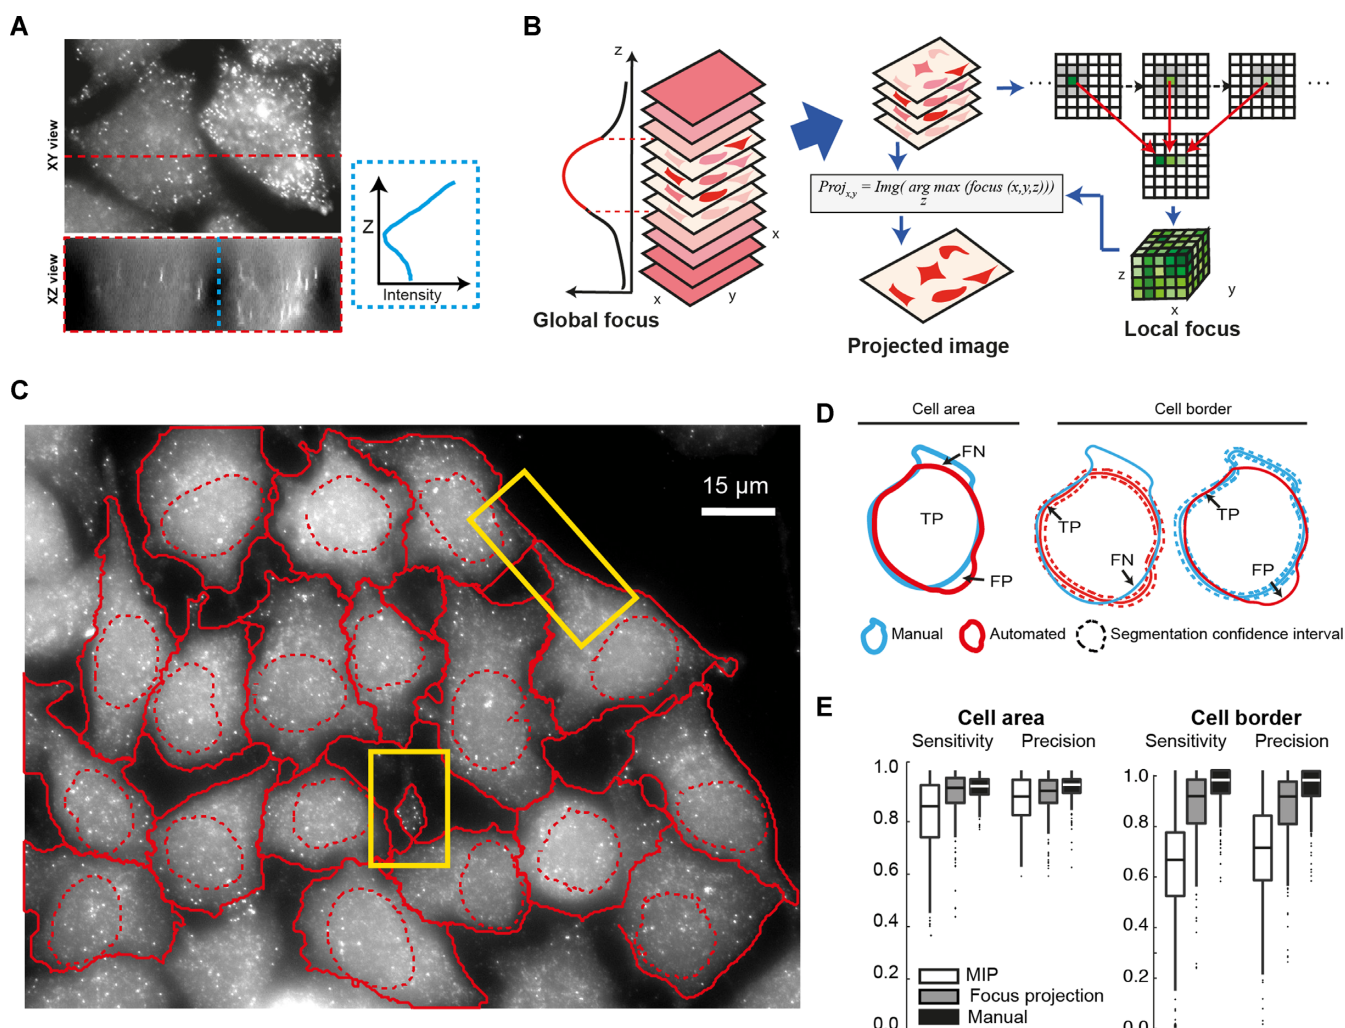 A
XY view
XZ view
Z
Intensity
B
z
x
y
x
Global focus
Proj x,y = Img( arg max (focus (x,y,z)))
z
Projected image
z
x
y
Local focus
C
15 µm
D
Cell area
Cell border
FN
TP
FP
TP
FN
TP
FP
Manual
Automated
Segmentation confidence interval
E
Cell area
Sensitivity
Precision
1.0
0.8
0.6
0.4
0.2
0.0
MIP
Focus projection
Manual
Cell border
Sensitivity
Precision
1.0
0.8
0.6
0.4
0.2
0.0